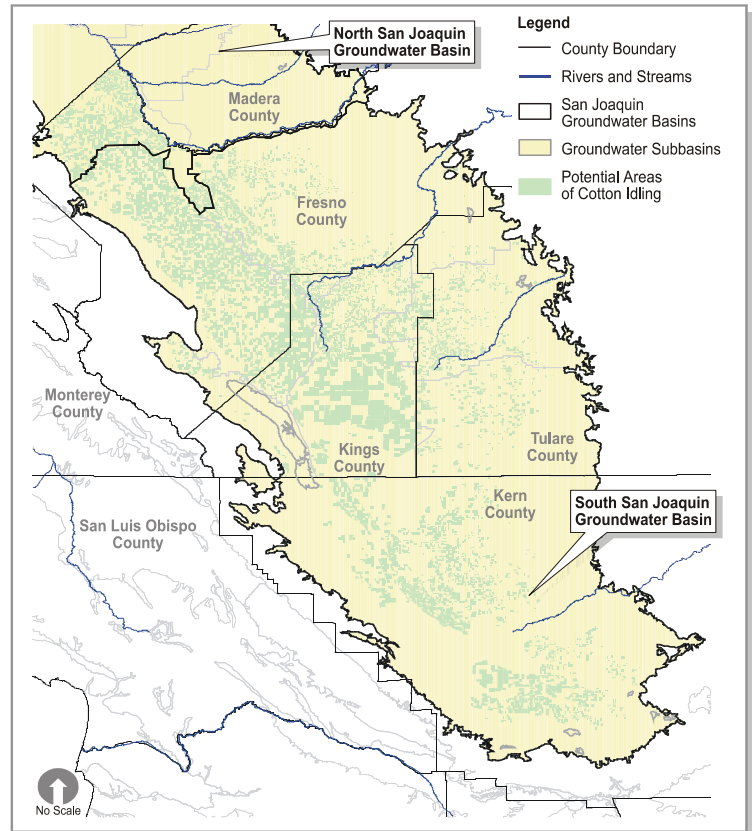 North San Joaquin
Groundwater Basin
Legend
County Boundary
Rivers and Streams
San Joaquin
Groundwater Basins
Groundwater Subbasins
Potential Areas
of Cotton Idling
Madera
County
Fresno
County
Monterey
County
Kings
County
Tulare
County
Kern
County
San Luis Obispo
County
South San Joaquin
Groundwater Basin
No Scale